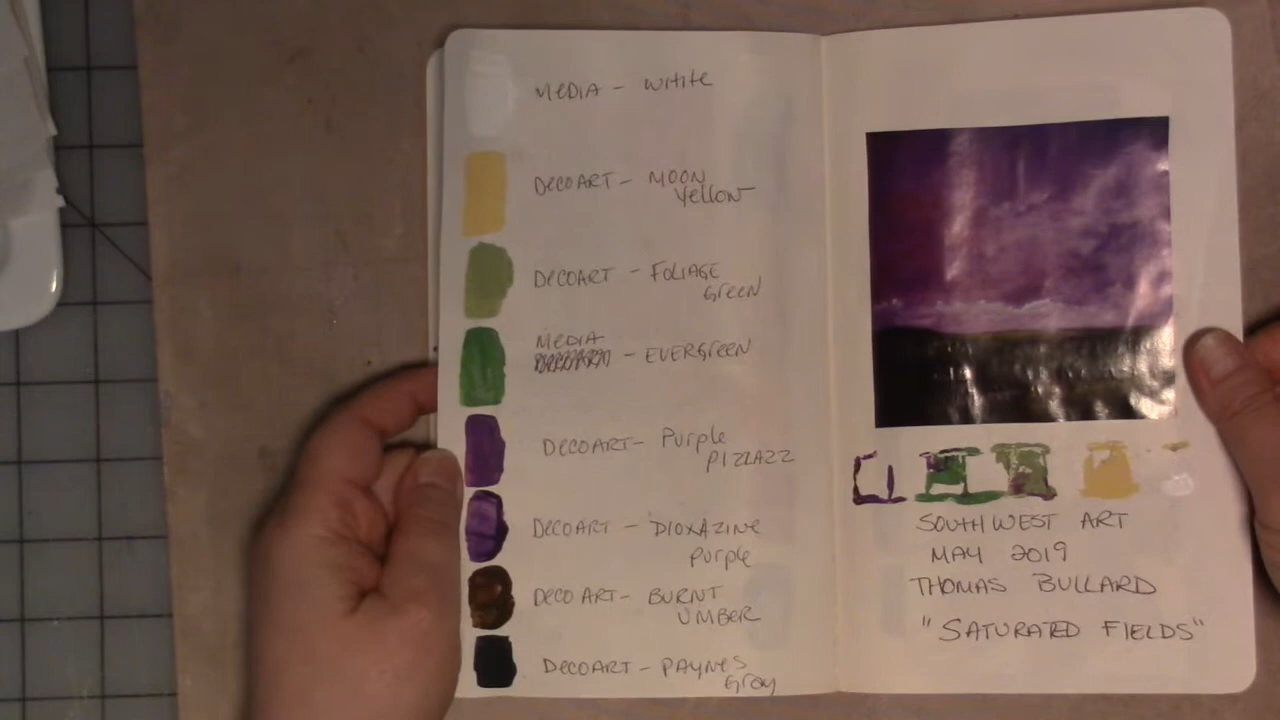 MEDIA - WHITE
DECOART - MOON
YELLOW
DECOART - FOLIAGE
GREEN
MEDIA
- EVERGREEN
DECOART - PURPLE
PIZZAZZ
DECOART - DIOXAZINE
PURPLE
DECOART - BURNT
UMBER
DECOART - PAYNES
GRAY
SOUTHWEST ART
MAY 2019
THOMAS BULLARD
"SATURATED FIELDS"